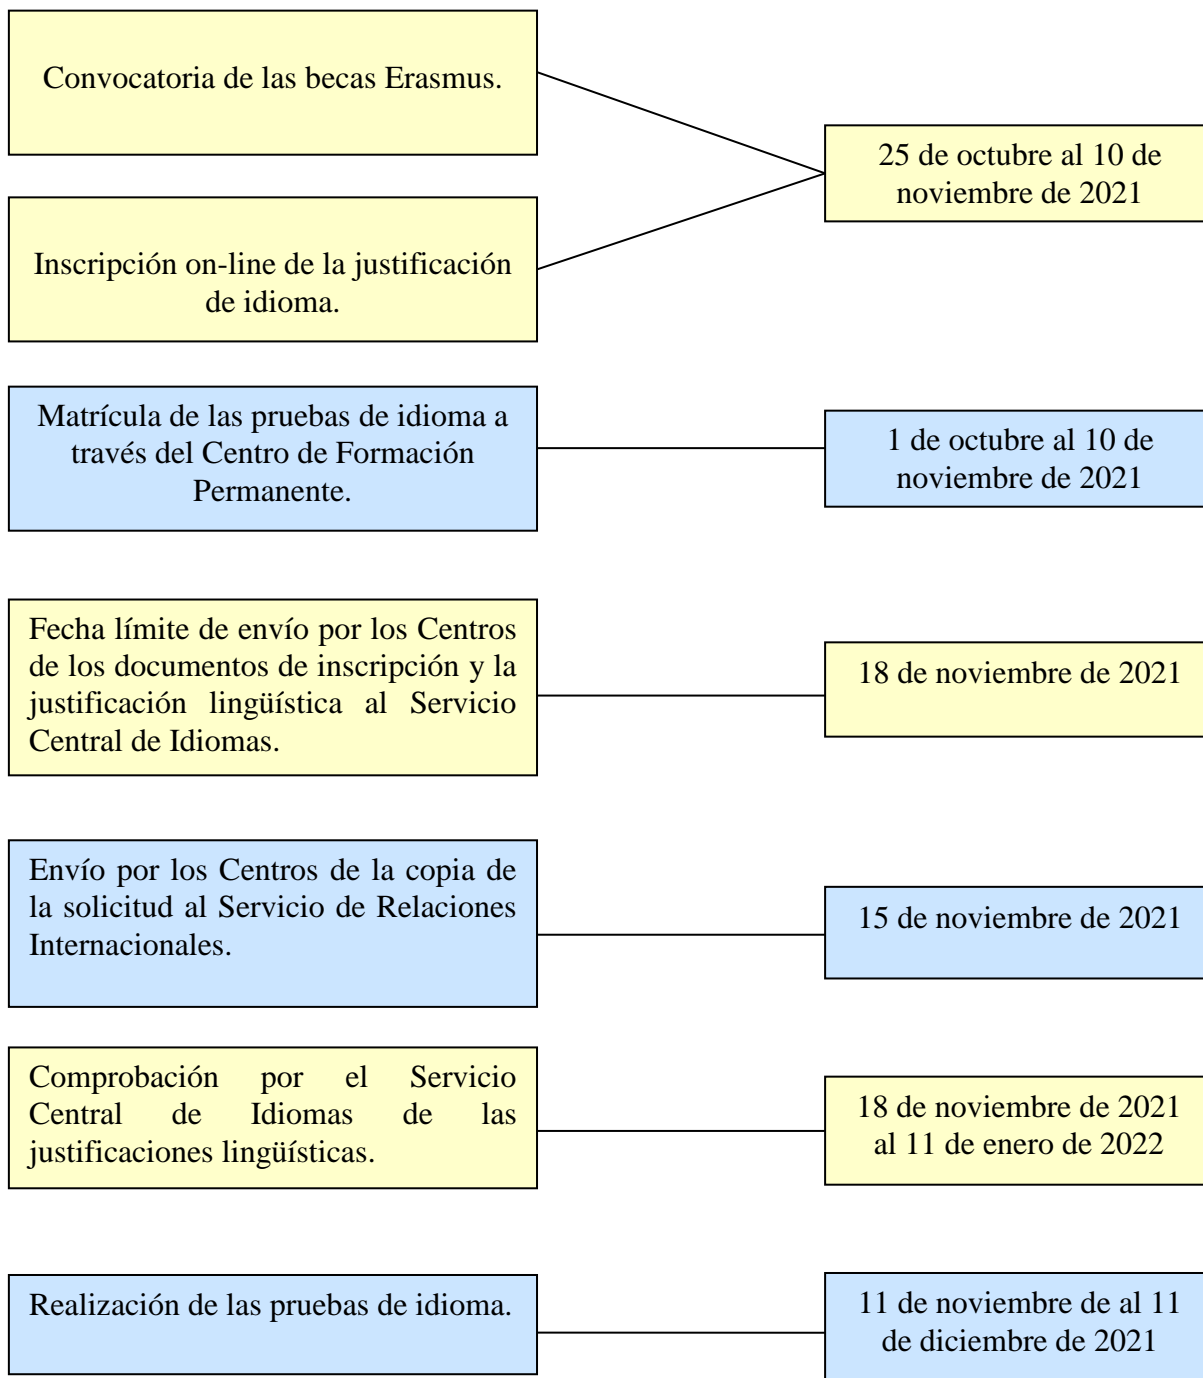 Convocatoria de las becas Erasmus.
25 de octubre al 10 de
noviembre de 2021
Inscripción on-line de la justificación
de idioma.
Matrícula de las pruebas de idioma a
través del Centro de Formación
Permanente.
1 de octubre al 10 de
noviembre de 2021
Fecha límite de envío por los Centros
de los documentos de inscripción y la
justificación lingüística al Servicio
Central de Idiomas.
18 de noviembre de 2021
Envío por los Centros de la copia de
la solicitud al Servicio de Relaciones
Internacionales.
15 de noviembre de 2021
Comprobación por el Servicio
Central de Idiomas de las
justificaciones lingüísticas.
18 de noviembre de 2021
al 11 de enero de 2022
Realización de las pruebas de idioma.
11 de noviembre de al 11
de diciembre de 2021